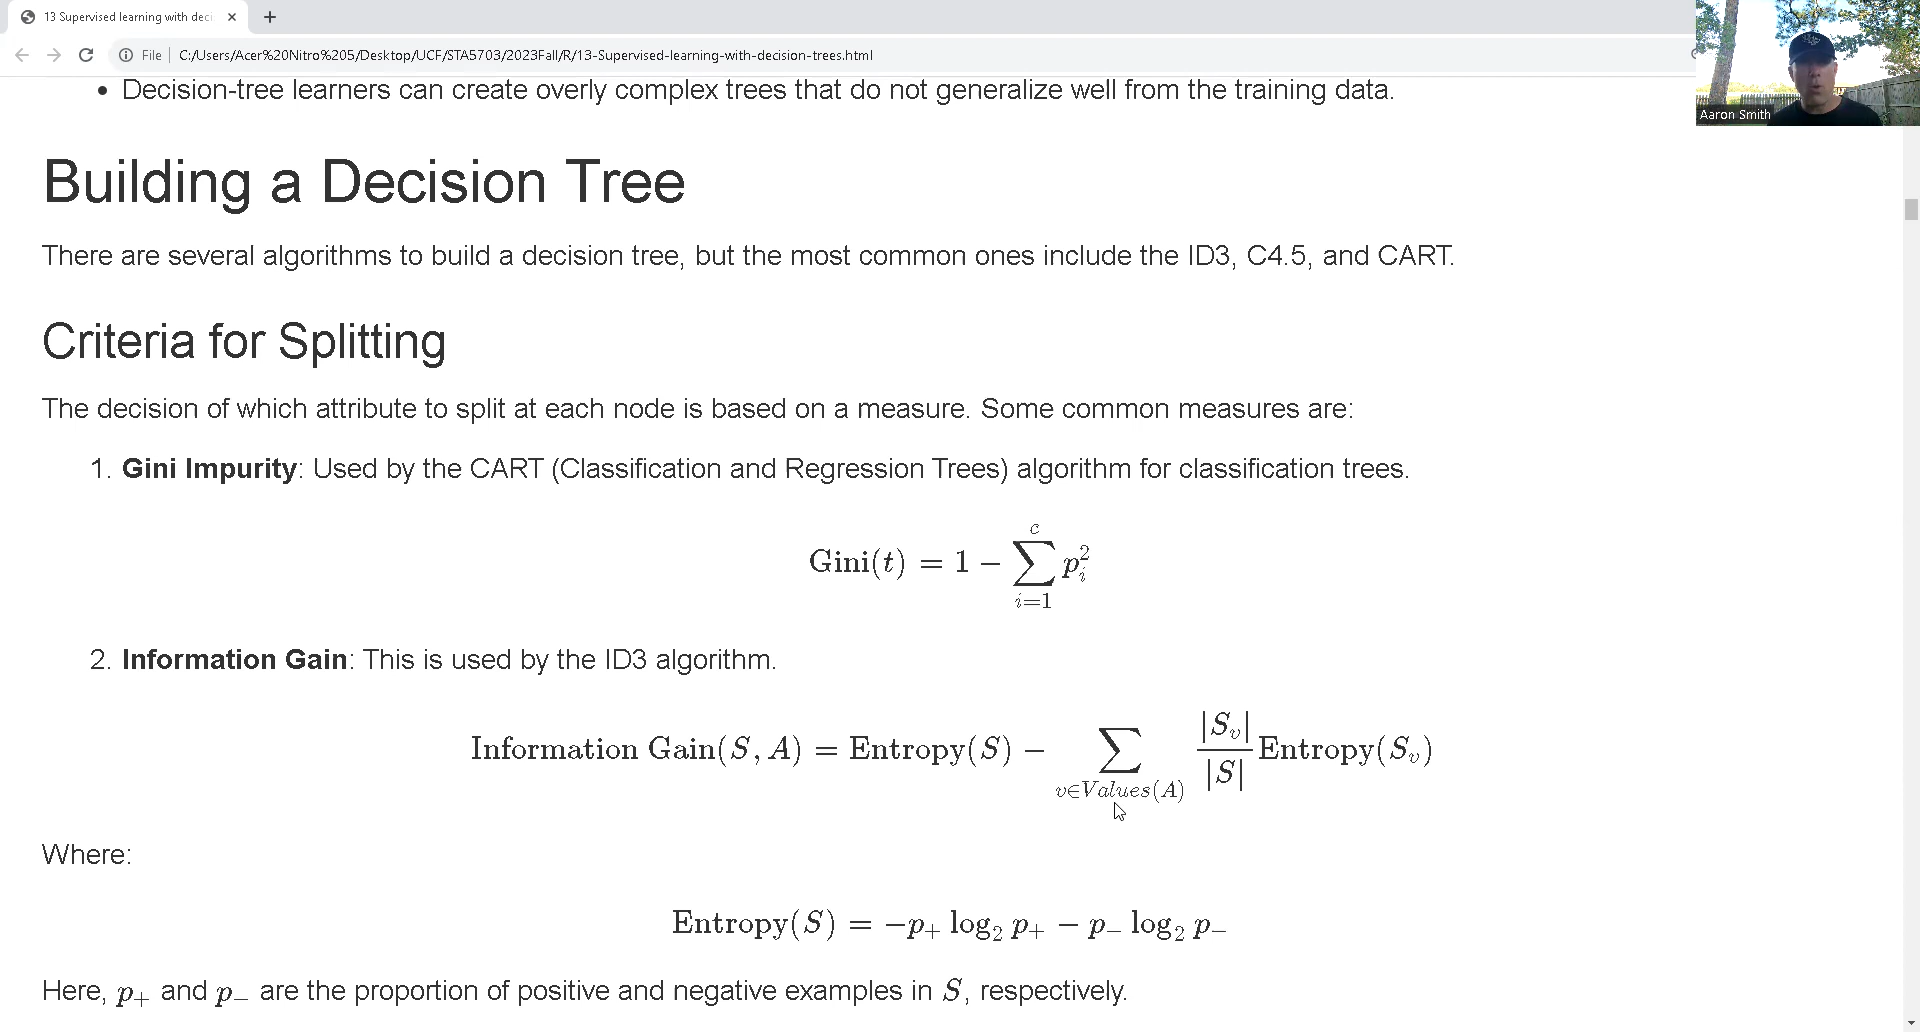 13 Supervised learning with deci
File C:/Users/Acer%20Nitro%205/Desktop/UCF/STA5703/2023Fall/R/13-Supervised-learning-with-decision-trees.html
Aaron Smith
• Decision-tree learners can create overly complex trees that do not generalize well from the training data.
Building a Decision Tree
There are several algorithms to build a decision tree, but the most common ones include the ID3, C4.5, and CART.
Criteria for Splitting
The decision of which attribute to split at each node is based on a measure. Some common measures are:
1. Gini Impurity: Used by the CART (Classification and Regression Trees) algorithm for classification trees.
Gini(t) = 1 − ∑_{i=1}^{c} p_i^2
2. Information Gain: This is used by the ID3 algorithm.
Information Gain(S, A) = Entropy(S) − ∑_{v∈Values(A)} |S_v|/|S| Entropy(S_v)
Where:
Entropy(S) = −p_+ log_2 p_+ − p_− log_2 p_−
Here, p_+ and p_− are the proportion of positive and negative examples in S, respectively.